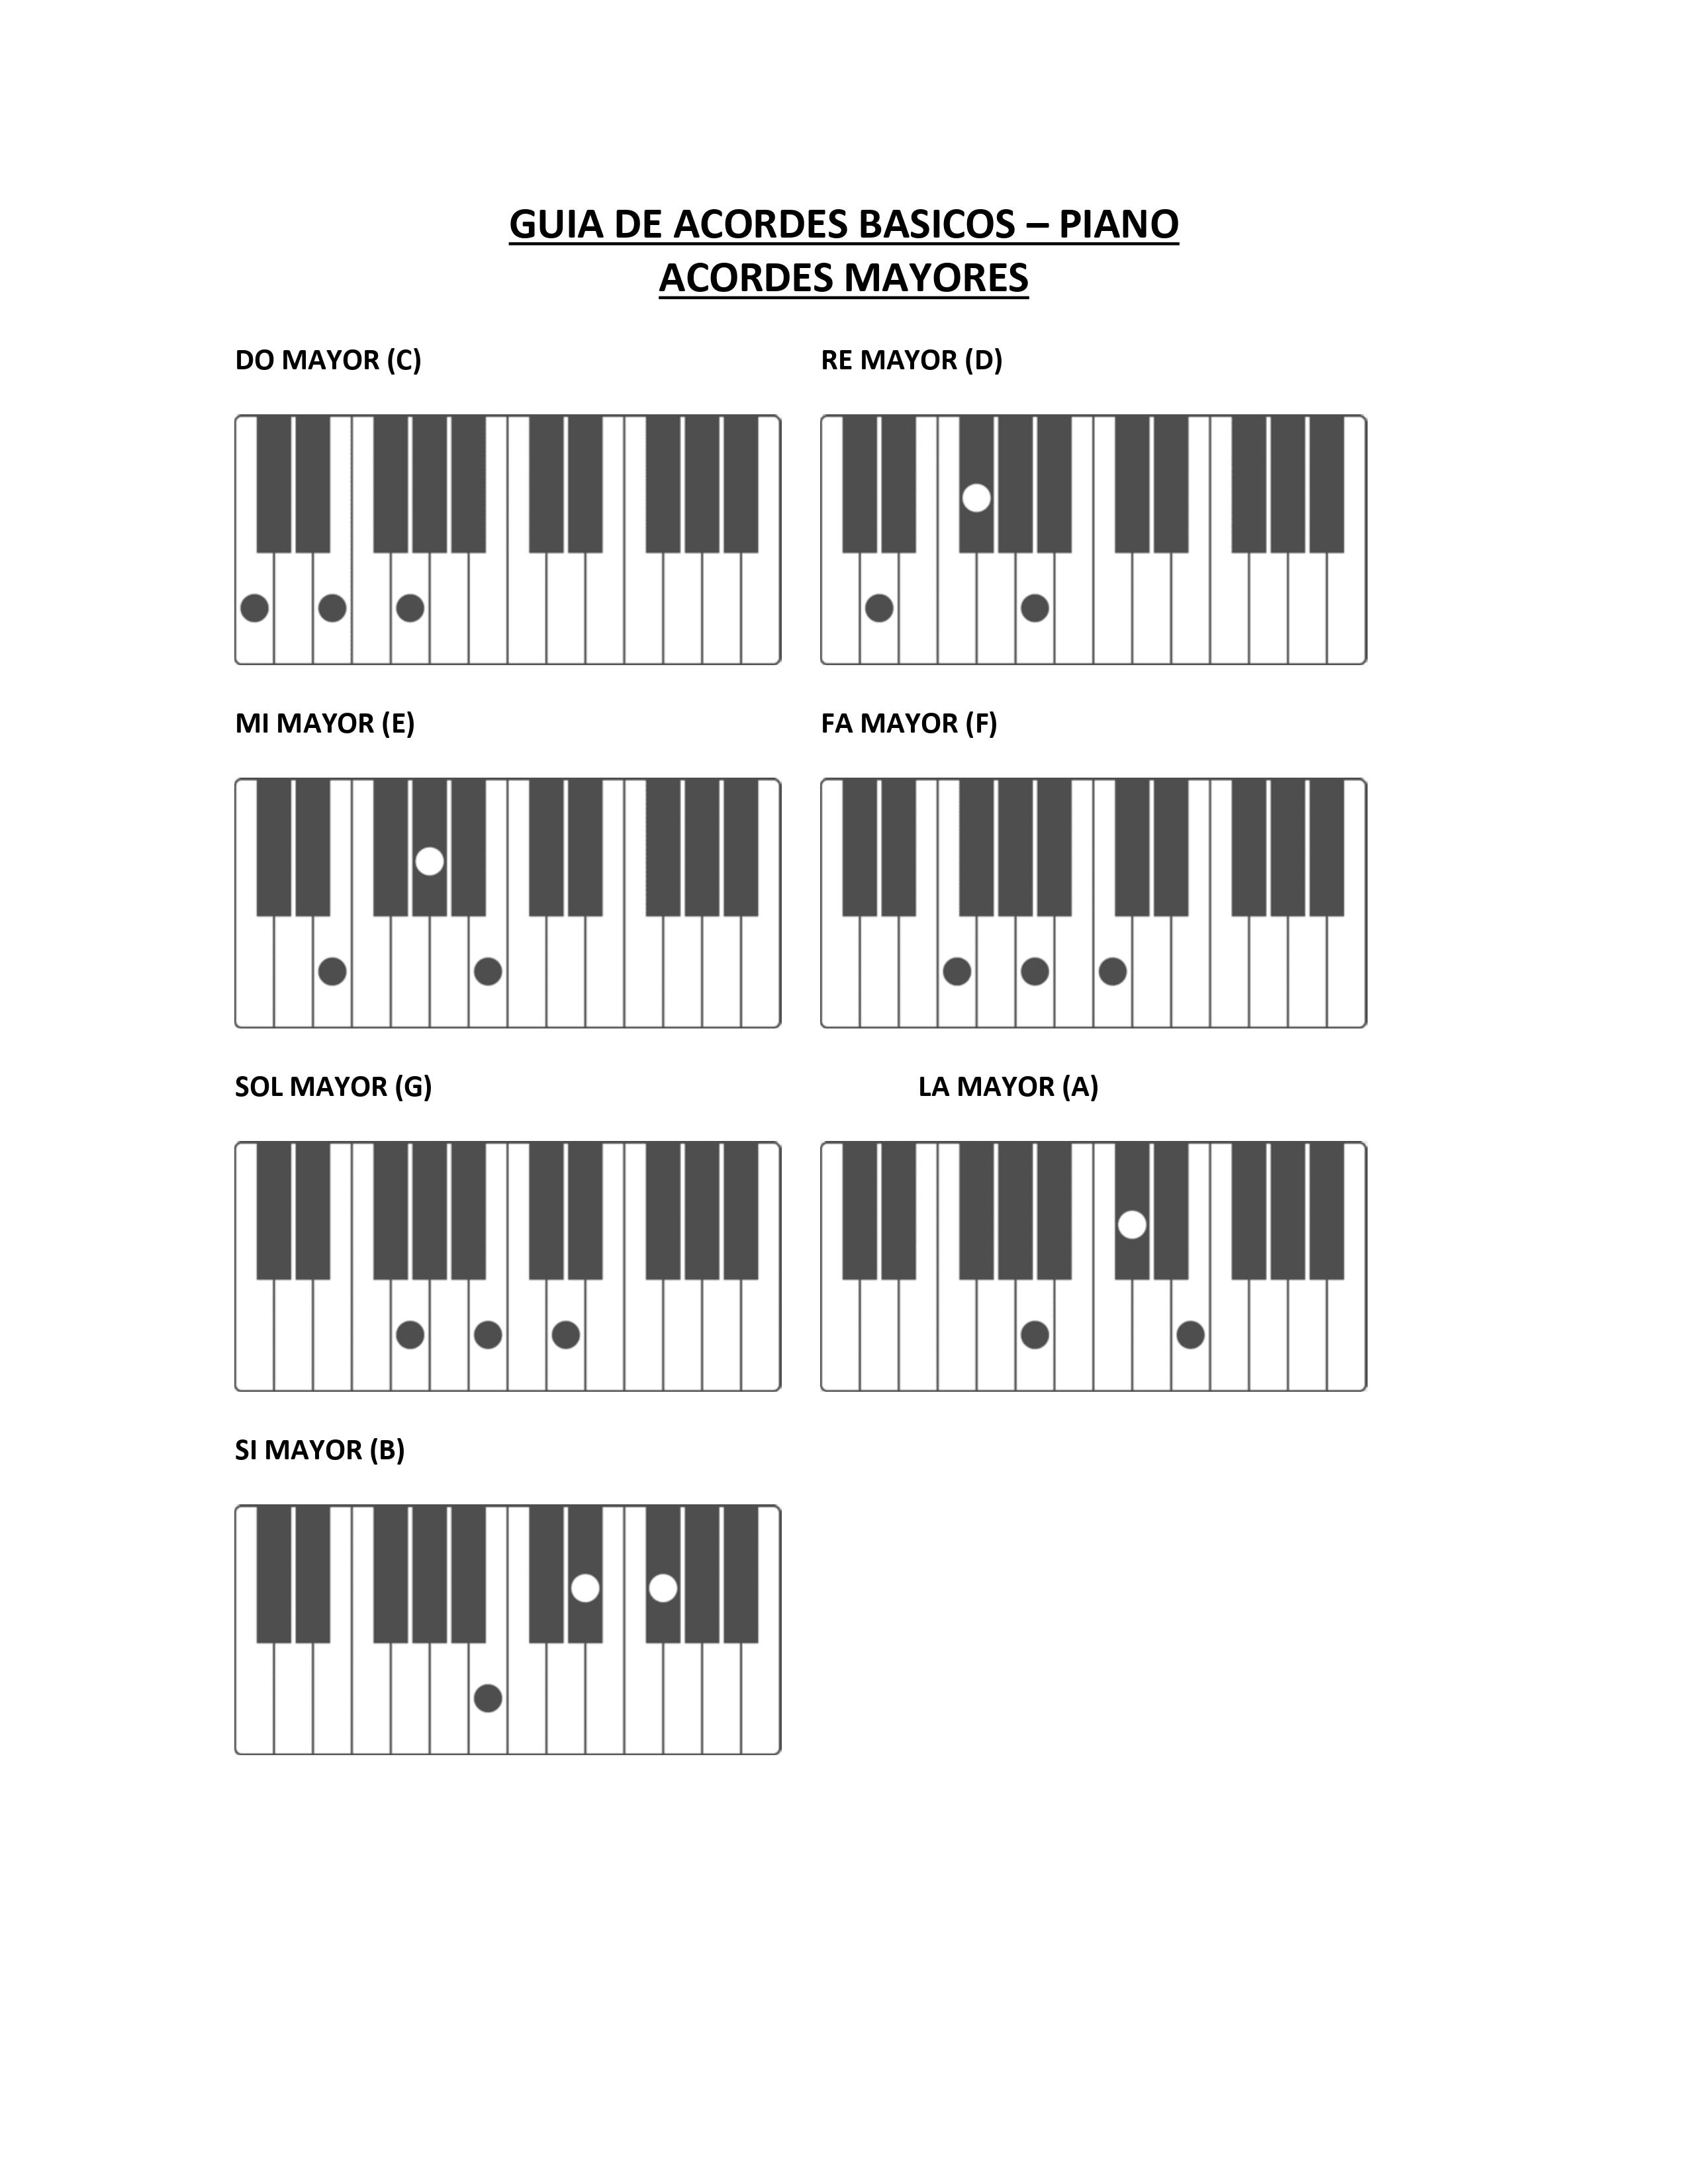 GUIA DE ACORDES BASICOS – PIANO
ACORDES MAYORES
DO MAYOR (C)
RE MAYOR (D)
MI MAYOR (E)
FA MAYOR (F)
SOL MAYOR (G)
LA MAYOR (A)
SI MAYOR (B)